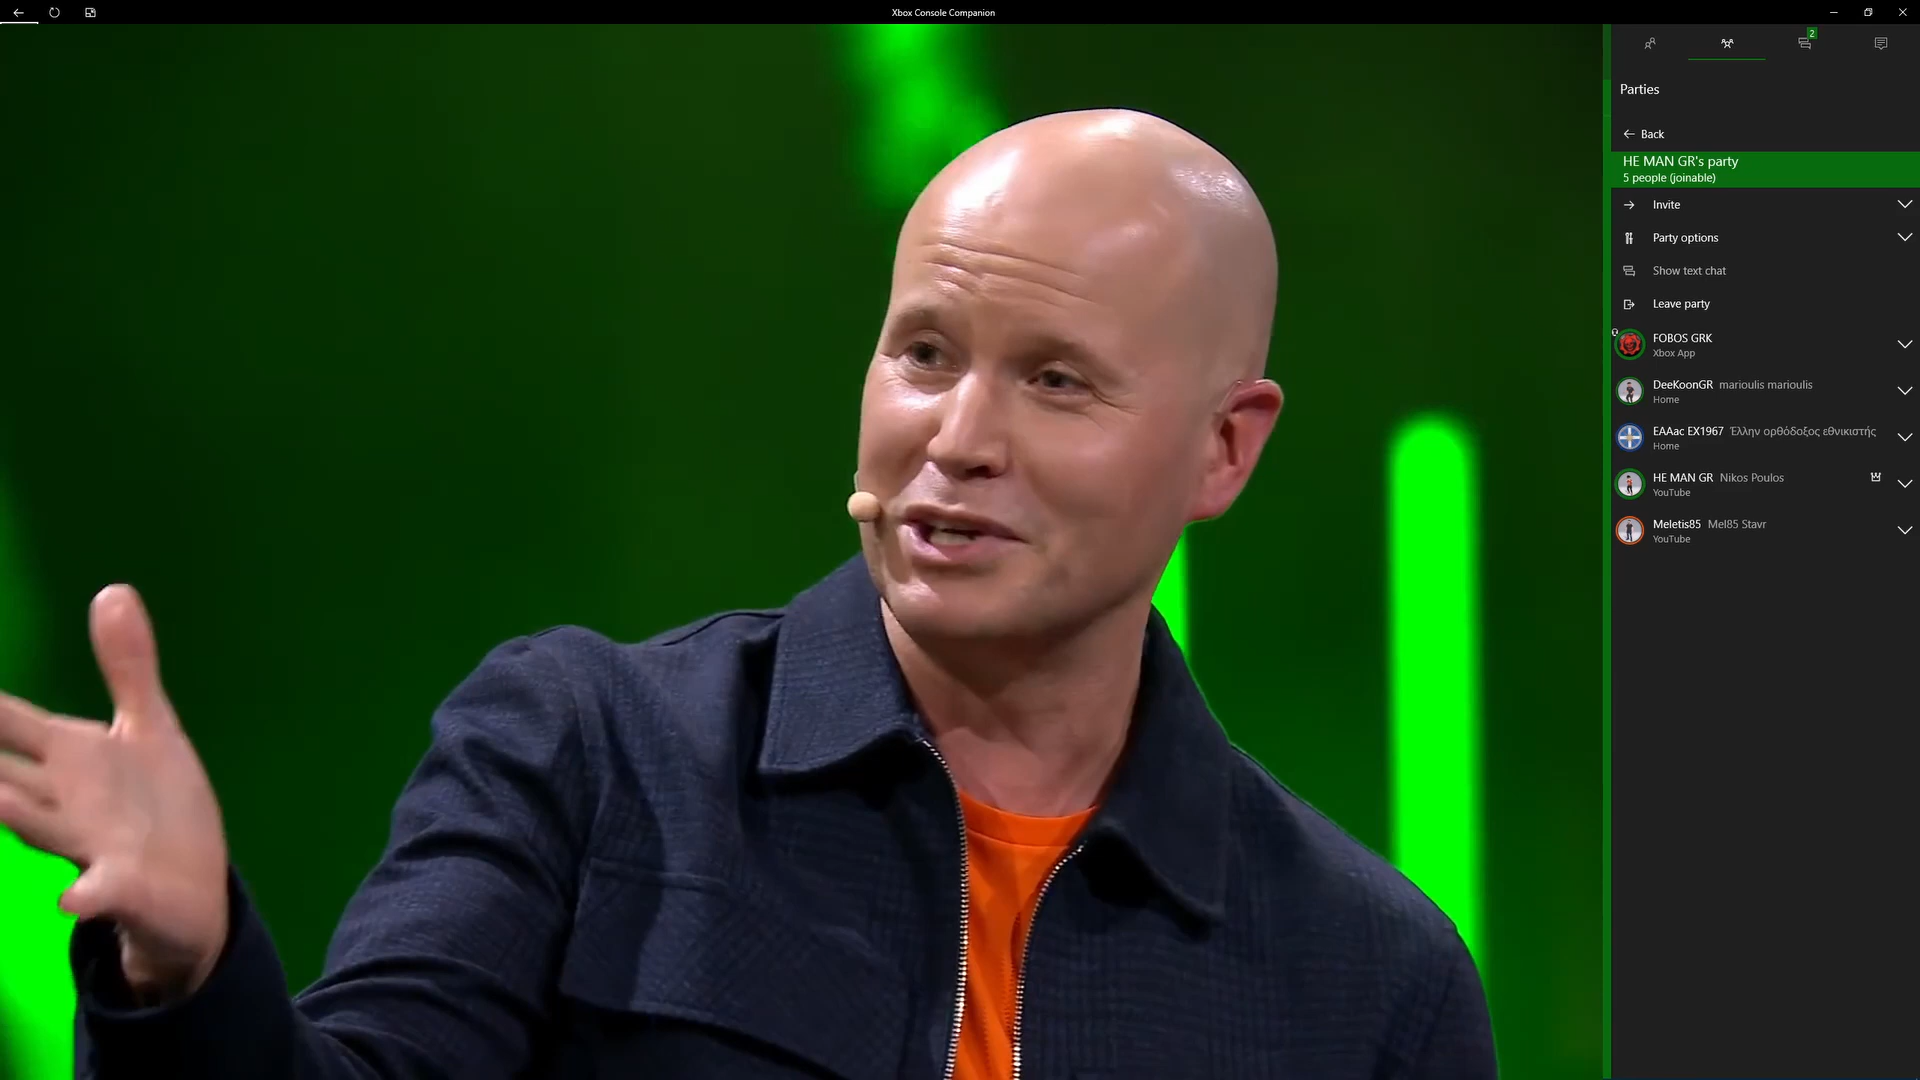 Xbox Console Companion
2
Parties
Back
HE MAN GR's party
5 people (joinable)
Invite
Party options
Show text chat
Leave party
FOBOS GRK
Xbox App
DeeKoonGR marioulis marioulis
Home
EAAac EX1967 Έλλην ορθόδοξος εθνικιστής
Home
HE MAN GR Nikos Poulos
YouTube
Meletis85 Mel85 Stavr
YouTube